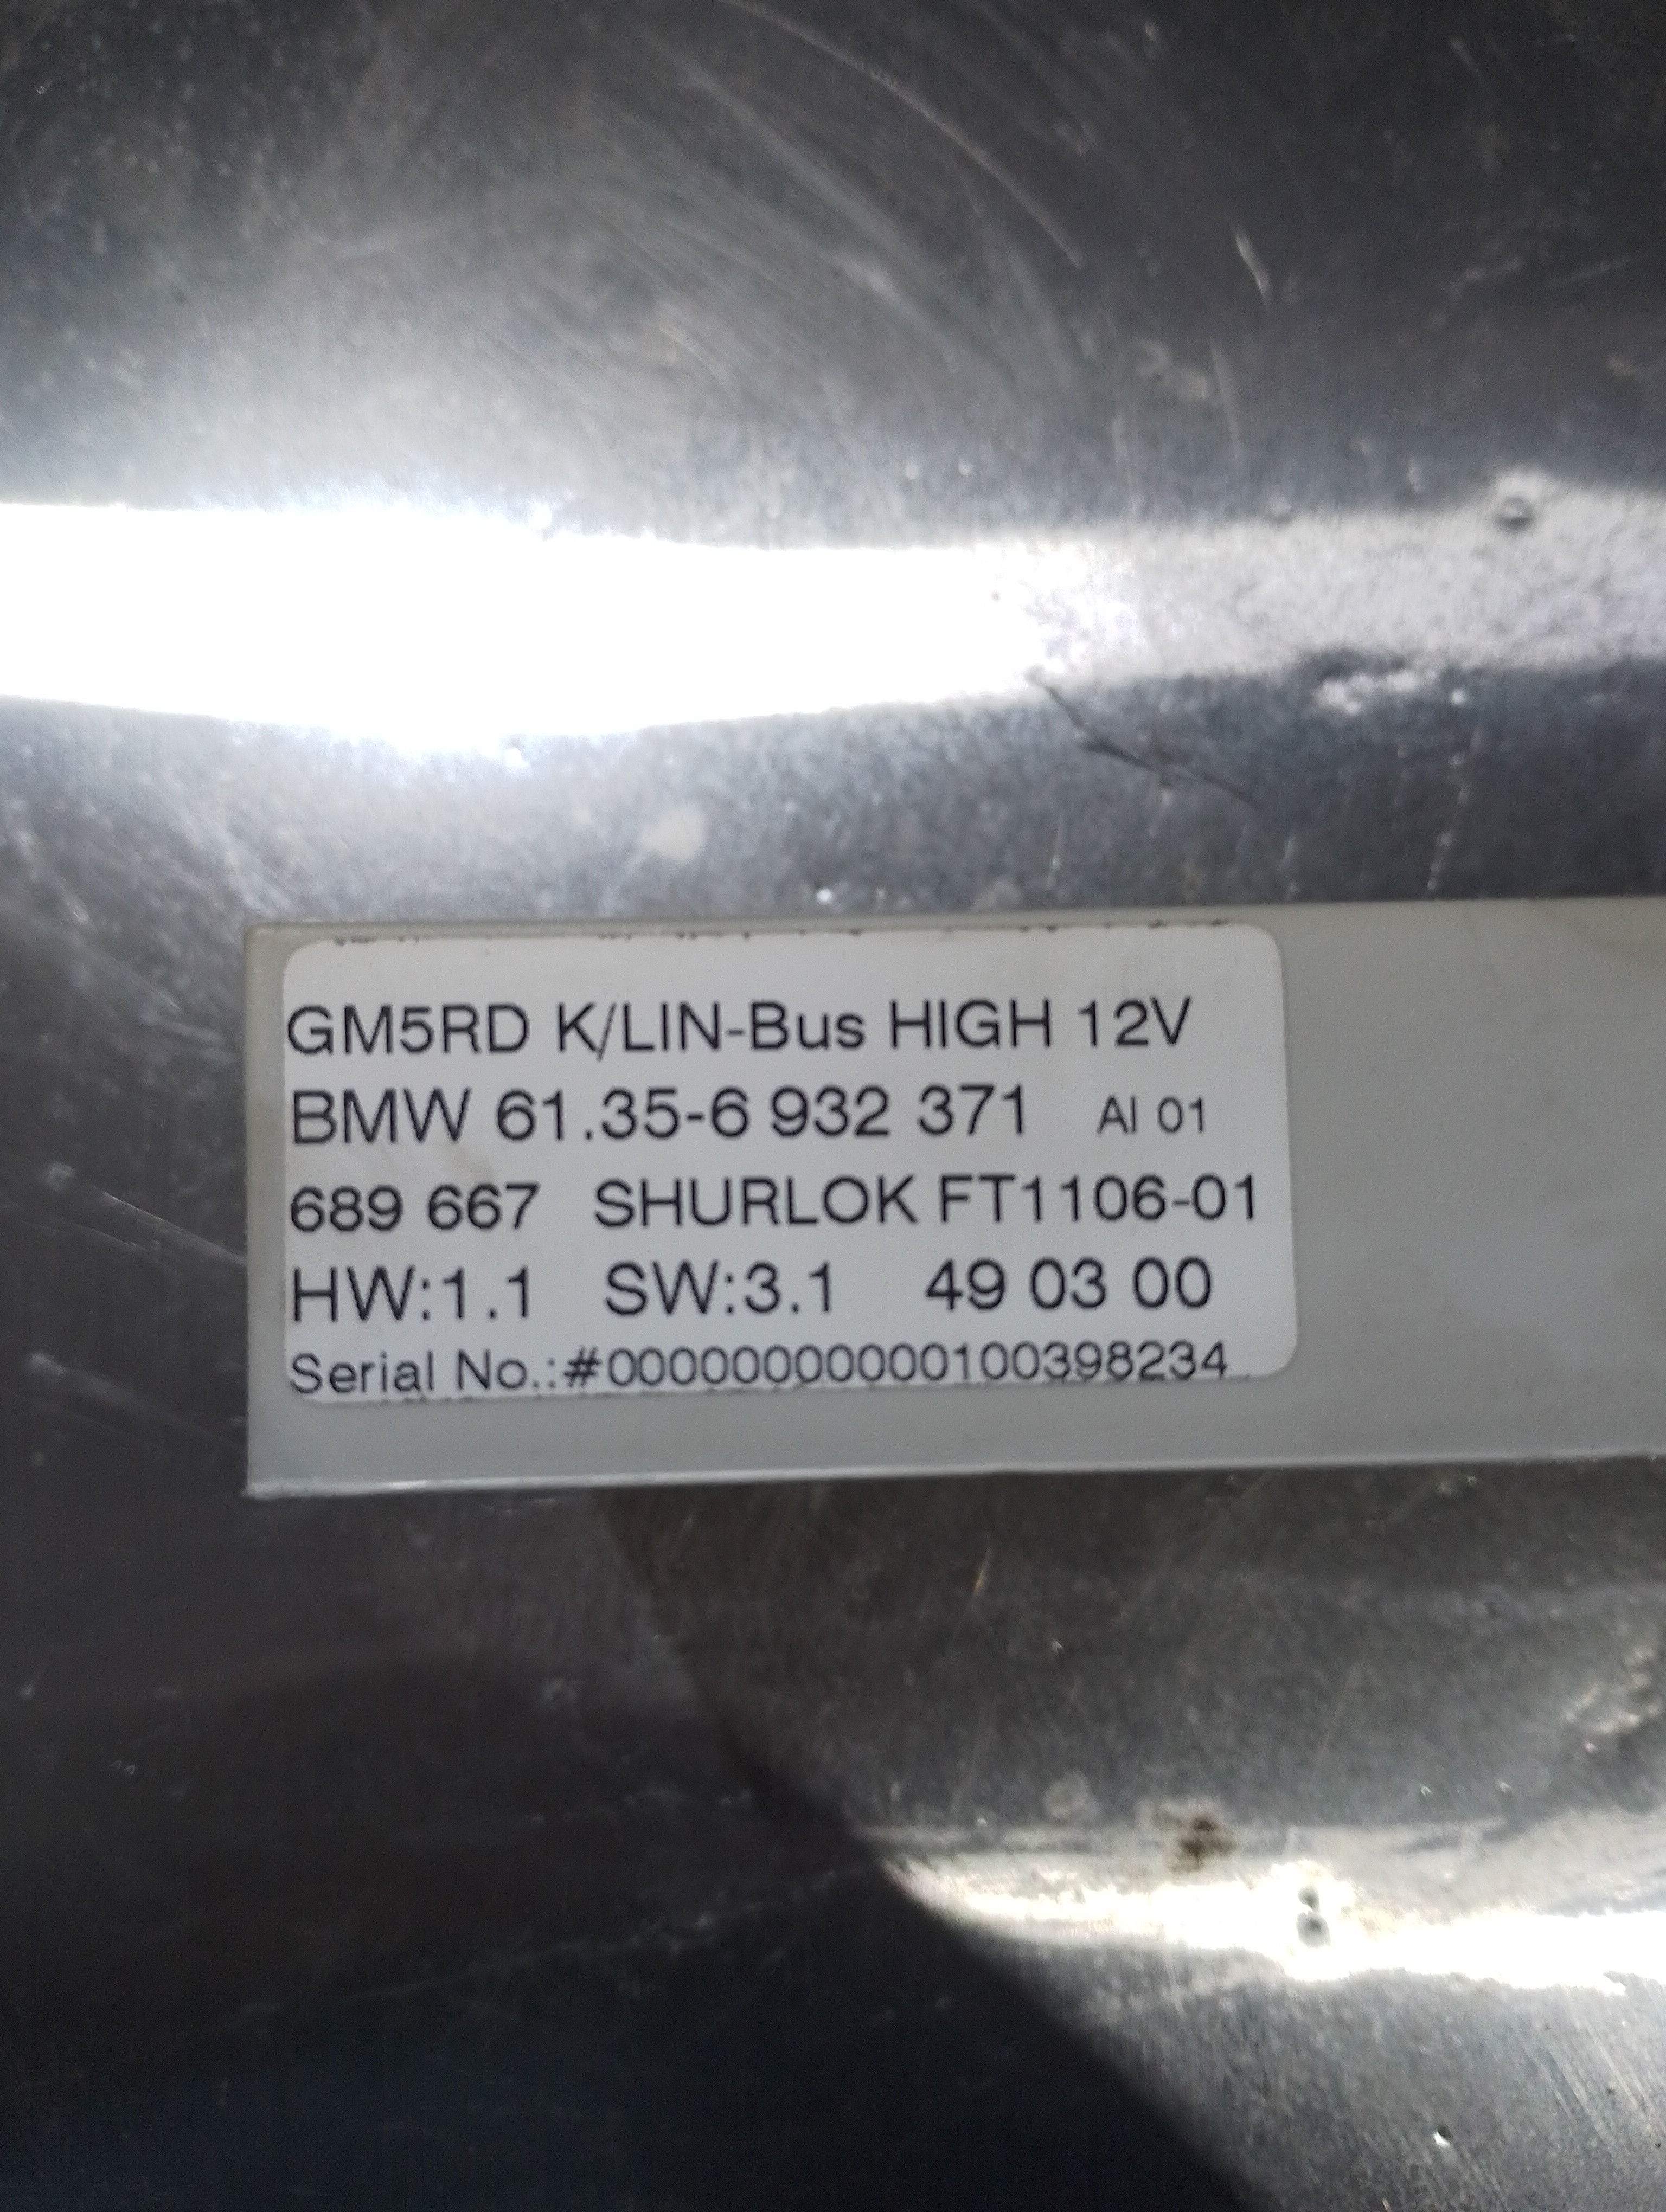 GM5RD K/LIN-Bus HIGH 12V
BMW 61.35-6 932 371 AI 01
689 667 SHURLOK FT1106-01
HW:1.1 SW:3.1 49 03 00
Serial No.:#00000000000100398234